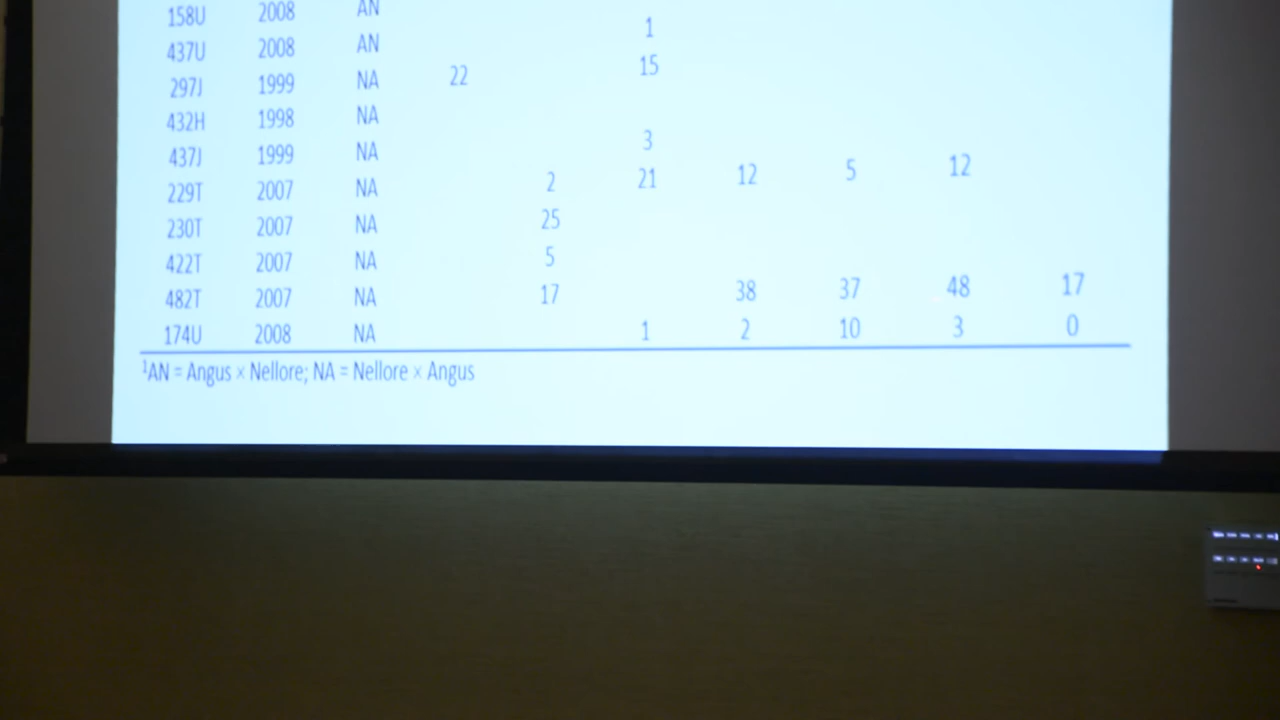 158U 2008 AN
437U 2008 AN 1
297J 1999 NA 22 15
432H 1998 NA
437J 1999 NA 3
229T 2007 NA 2 21 12 5 12
230T 2007 NA 25
422T 2007 NA 5
482T 2007 NA 17 38 37 48 17
174U 2008 NA 1 2 10 3 0
¹AN = Angus × Nellore; NA = Nellore × Angus